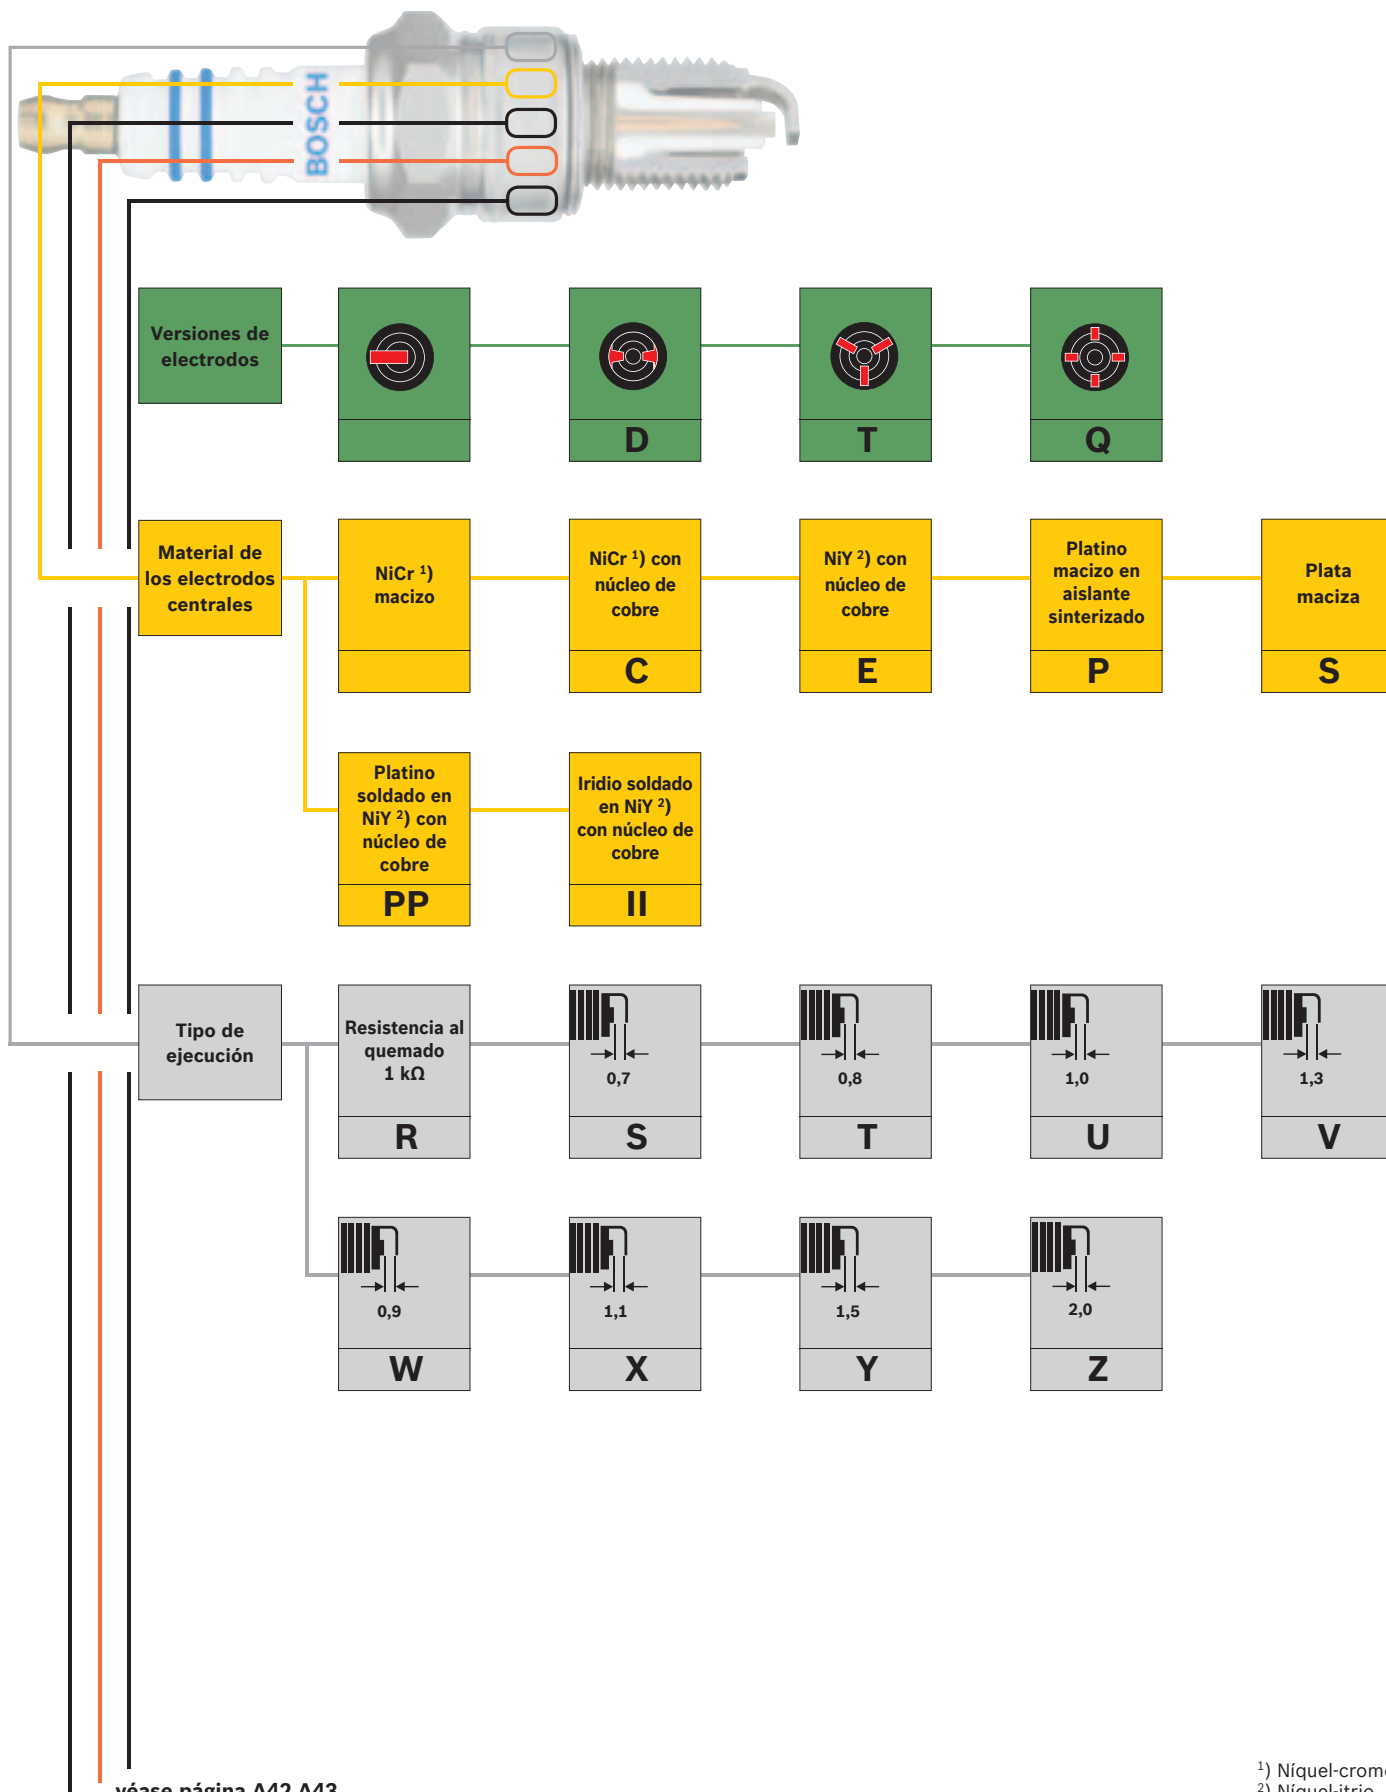 BOSCH
Versiones de
electrodos
D
T
Q
Material de
los electrodos
centrales
NiCr ¹)
macizo
NiCr ¹) con
núcleo de
cobre
C
NiY ²) con
núcleo de
cobre
E
Platino
macizo en
aislante
sinterizado
P
Plata
maciza
S
Platino
soldado en
NiY ²) con
núcleo de
cobre
PP
Iridio soldado
en NiY ²)
con núcleo de
cobre
II
Tipo de
ejecución
Resistencia al
quemado
1 kΩ
R
0,7
S
0,8
T
1,0
U
1,3
V
0,9
W
1,1
X
1,5
Y
2,0
Z
véase página A42 A43
¹) Níquel-crom
²) Níquel-itrio